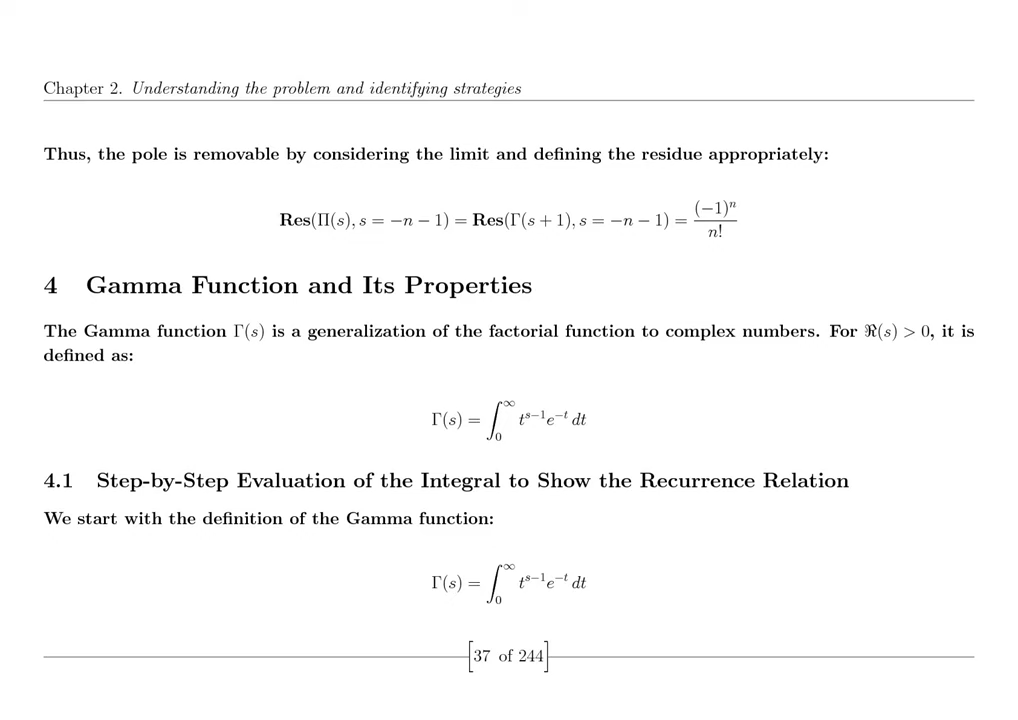 Chapter 2. Understanding the problem and identifying strategies
Thus, the pole is removable by considering the limit and defining the residue appropriately:
Res(Π(s), s = −n − 1) = Res(Γ(s + 1), s = −n − 1) = (−1)^n / n!
4 Gamma Function and Its Properties
The Gamma function Γ(s) is a generalization of the factorial function to complex numbers. For ℜ(s) > 0, it is
defined as:
Γ(s) = ∫_0^∞ t^{s−1} e^{−t} dt
4.1 Step-by-Step Evaluation of the Integral to Show the Recurrence Relation
We start with the definition of the Gamma function:
Γ(s) = ∫_0^∞ t^{s−1} e^{−t} dt
[37 of 244]